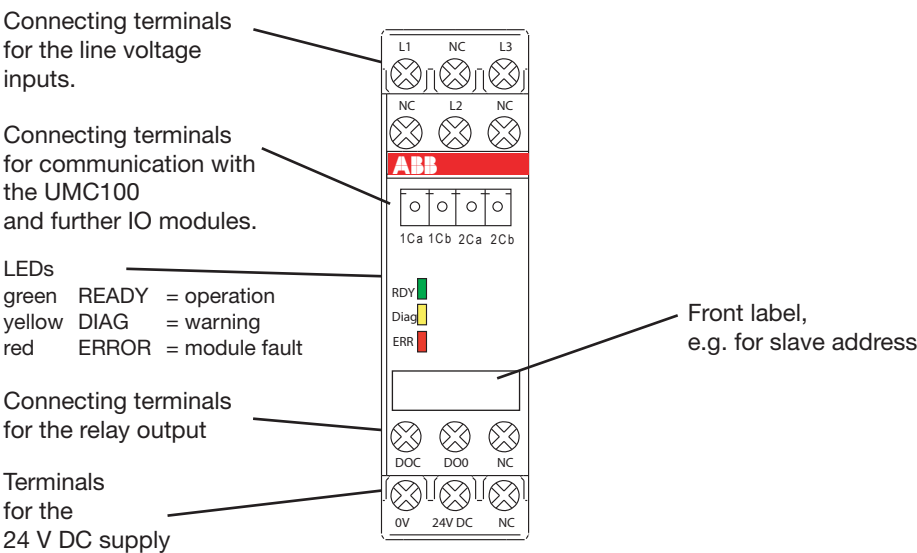 Connecting terminals
for the line voltage
inputs.
Connecting terminals
for communication with
the UMC100
and further IO modules.
LEDs
green READY = operation
yellow DIAG = warning
red ERROR = module fault
Connecting terminals
for the relay output
Terminals
for the
24 V DC supply
L1 NC L3
NC L2 NC
ABB
1Ca 1Cb 2Ca 2Cb
RDY
Diag
ERR
DOC DO0 NC
0V 24V DC NC
Front label,
e.g. for slave address